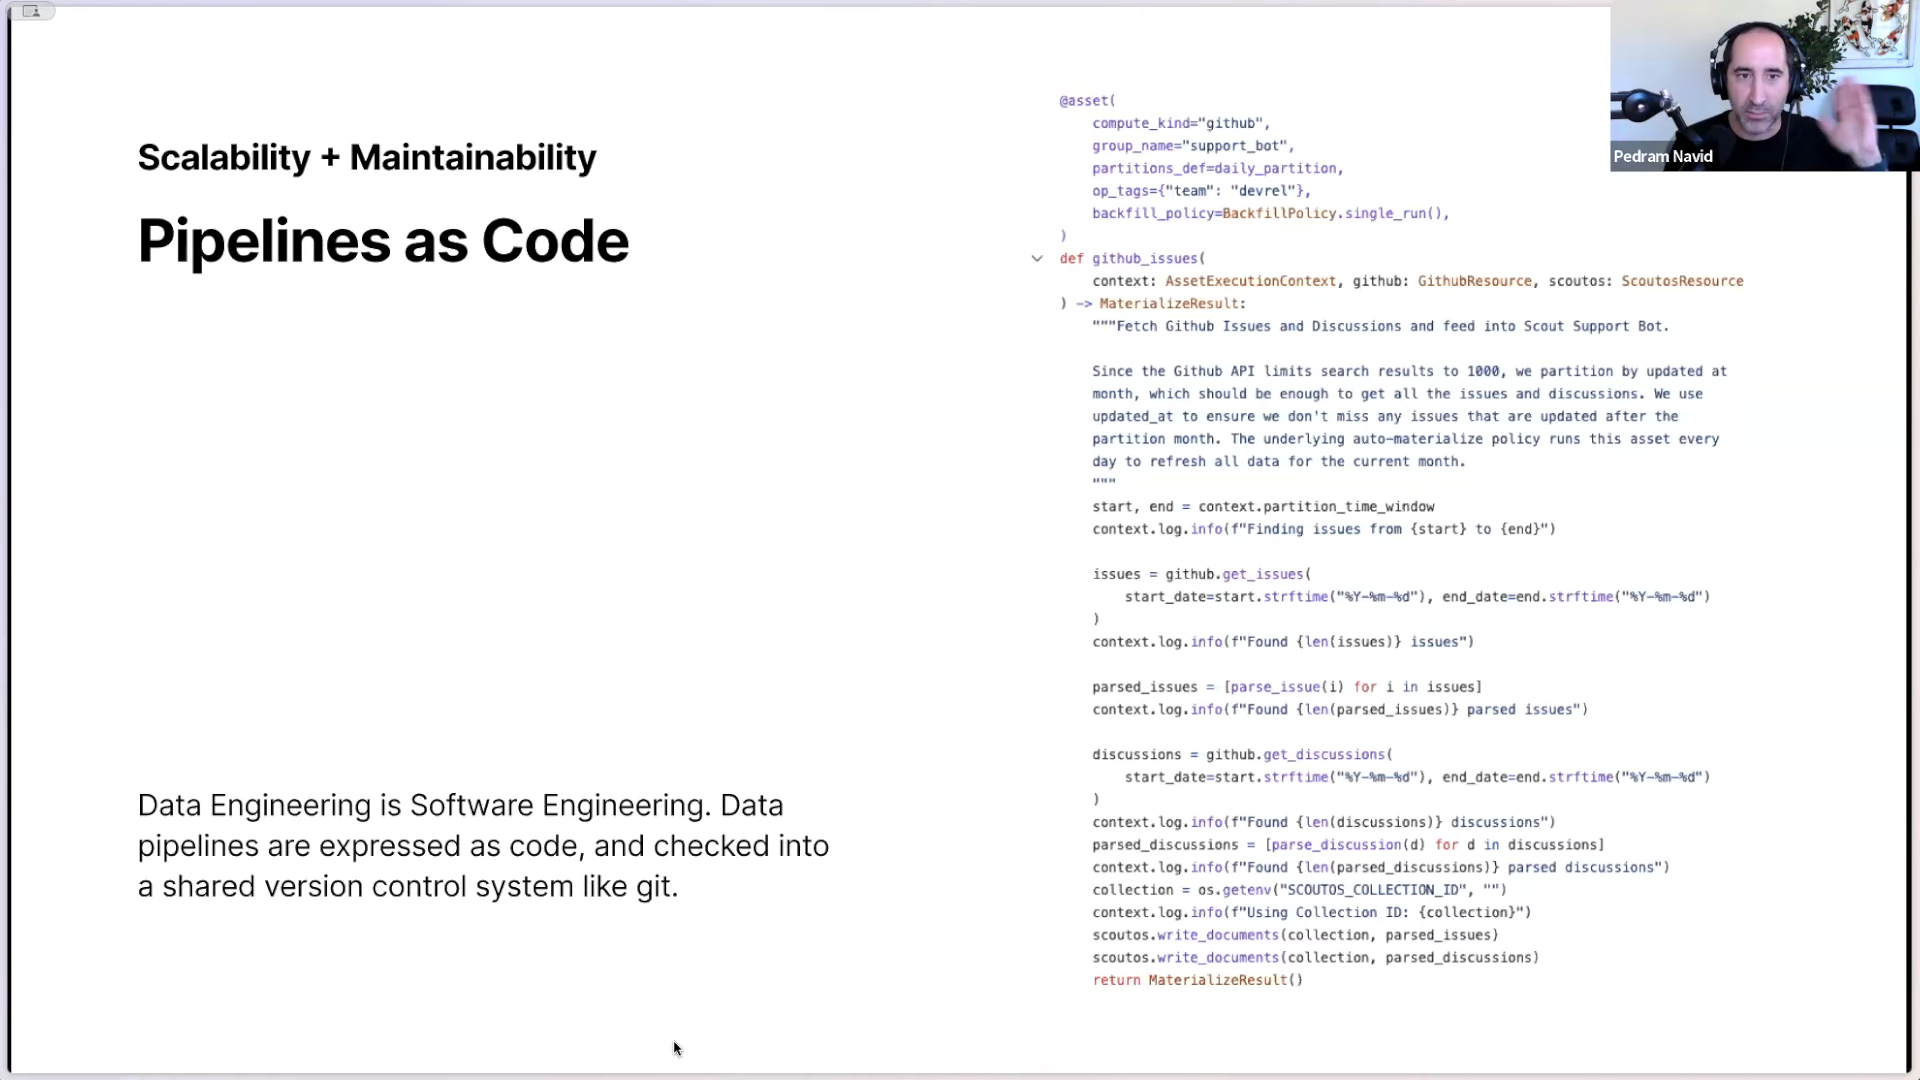 Scalability + Maintainability
Pipelines as Code
Data Engineering is Software Engineering. Data
pipelines are expressed as code, and checked into
a shared version control system like git.
@asset(
    compute_kind="github",
    group_name="support_bot",
    partitions_def=daily_partition,
    op_tags={"team": "devrel"},
    backfill_policy=BackfillPolicy.single_run(),
)
def github_issues(
    context: AssetExecutionContext, github: GithubResource, scoutos: ScoutosResource
) -> MaterializeResult:
    """Fetch Github Issues and Discussions and feed into Scout Support Bot.
    Since the Github API limits search results to 1000, we partition by updated at
    month, which should be enough to get all the issues and discussions. We use
    updated_at to ensure we don't miss any issues that are updated after the
    partition month. The underlying auto-materialize policy runs this asset every
    day to refresh all data for the current month.
    """
    start, end = context.partition_time_window
    context.log.info(f"Finding issues from {start} to {end}")
    issues = github.get_issues(
        start_date=start.strftime("%Y-%m-%d"), end_date=end.strftime("%Y-%m-%d")
    )
    context.log.info(f"Found {len(issues)} issues")
    parsed_issues = [parse_issue(i) for i in issues]
    context.log.info(f"Found {len(parsed_issues)} parsed issues")
    discussions = github.get_discussions(
        start_date=start.strftime("%Y-%m-%d"), end_date=end.strftime("%Y-%m-%d")
    )
    context.log.info(f"Found {len(discussions)} discussions")
    parsed_discussions = [parse_discussion(d) for d in discussions]
    context.log.info(f"Found {len(parsed_discussions)} parsed discussions")
    collection = os.getenv("SCOUTOS_COLLECTION_ID", "")
    context.log.info(f"Using Collection ID: {collection}")
    scoutos.write_documents(collection, parsed_issues)
    scoutos.write_documents(collection, parsed_discussions)
    return MaterializeResult()
Pedram Navid